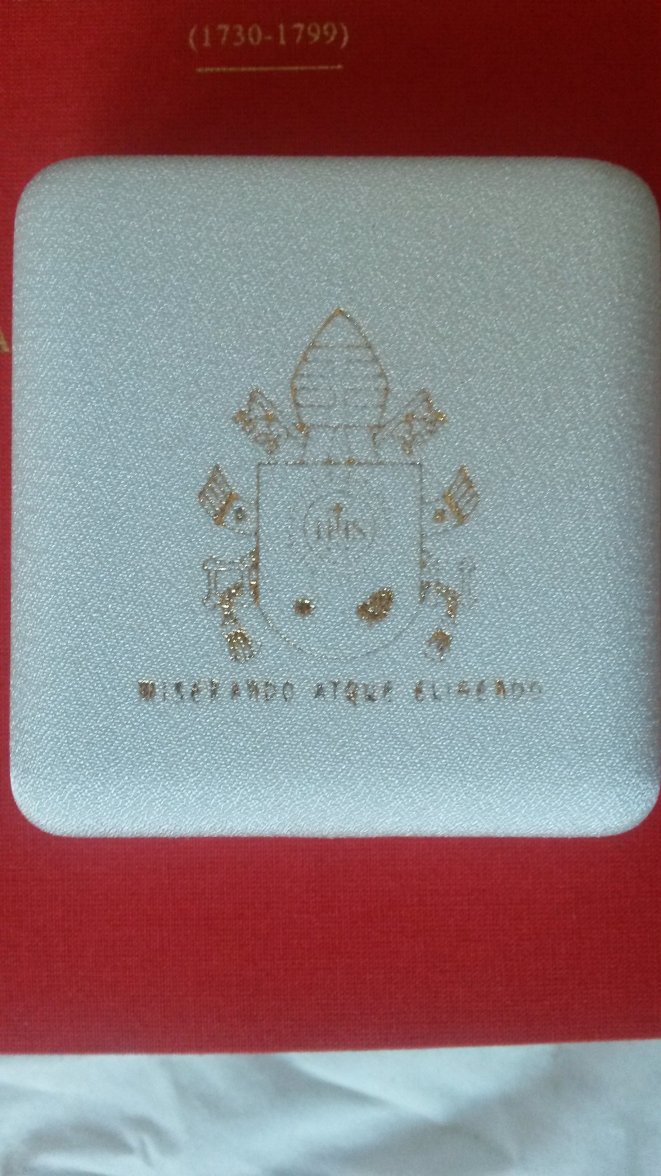 (1730-1799)
A
IHS
MISERANDO ATQUE ELIGENDO